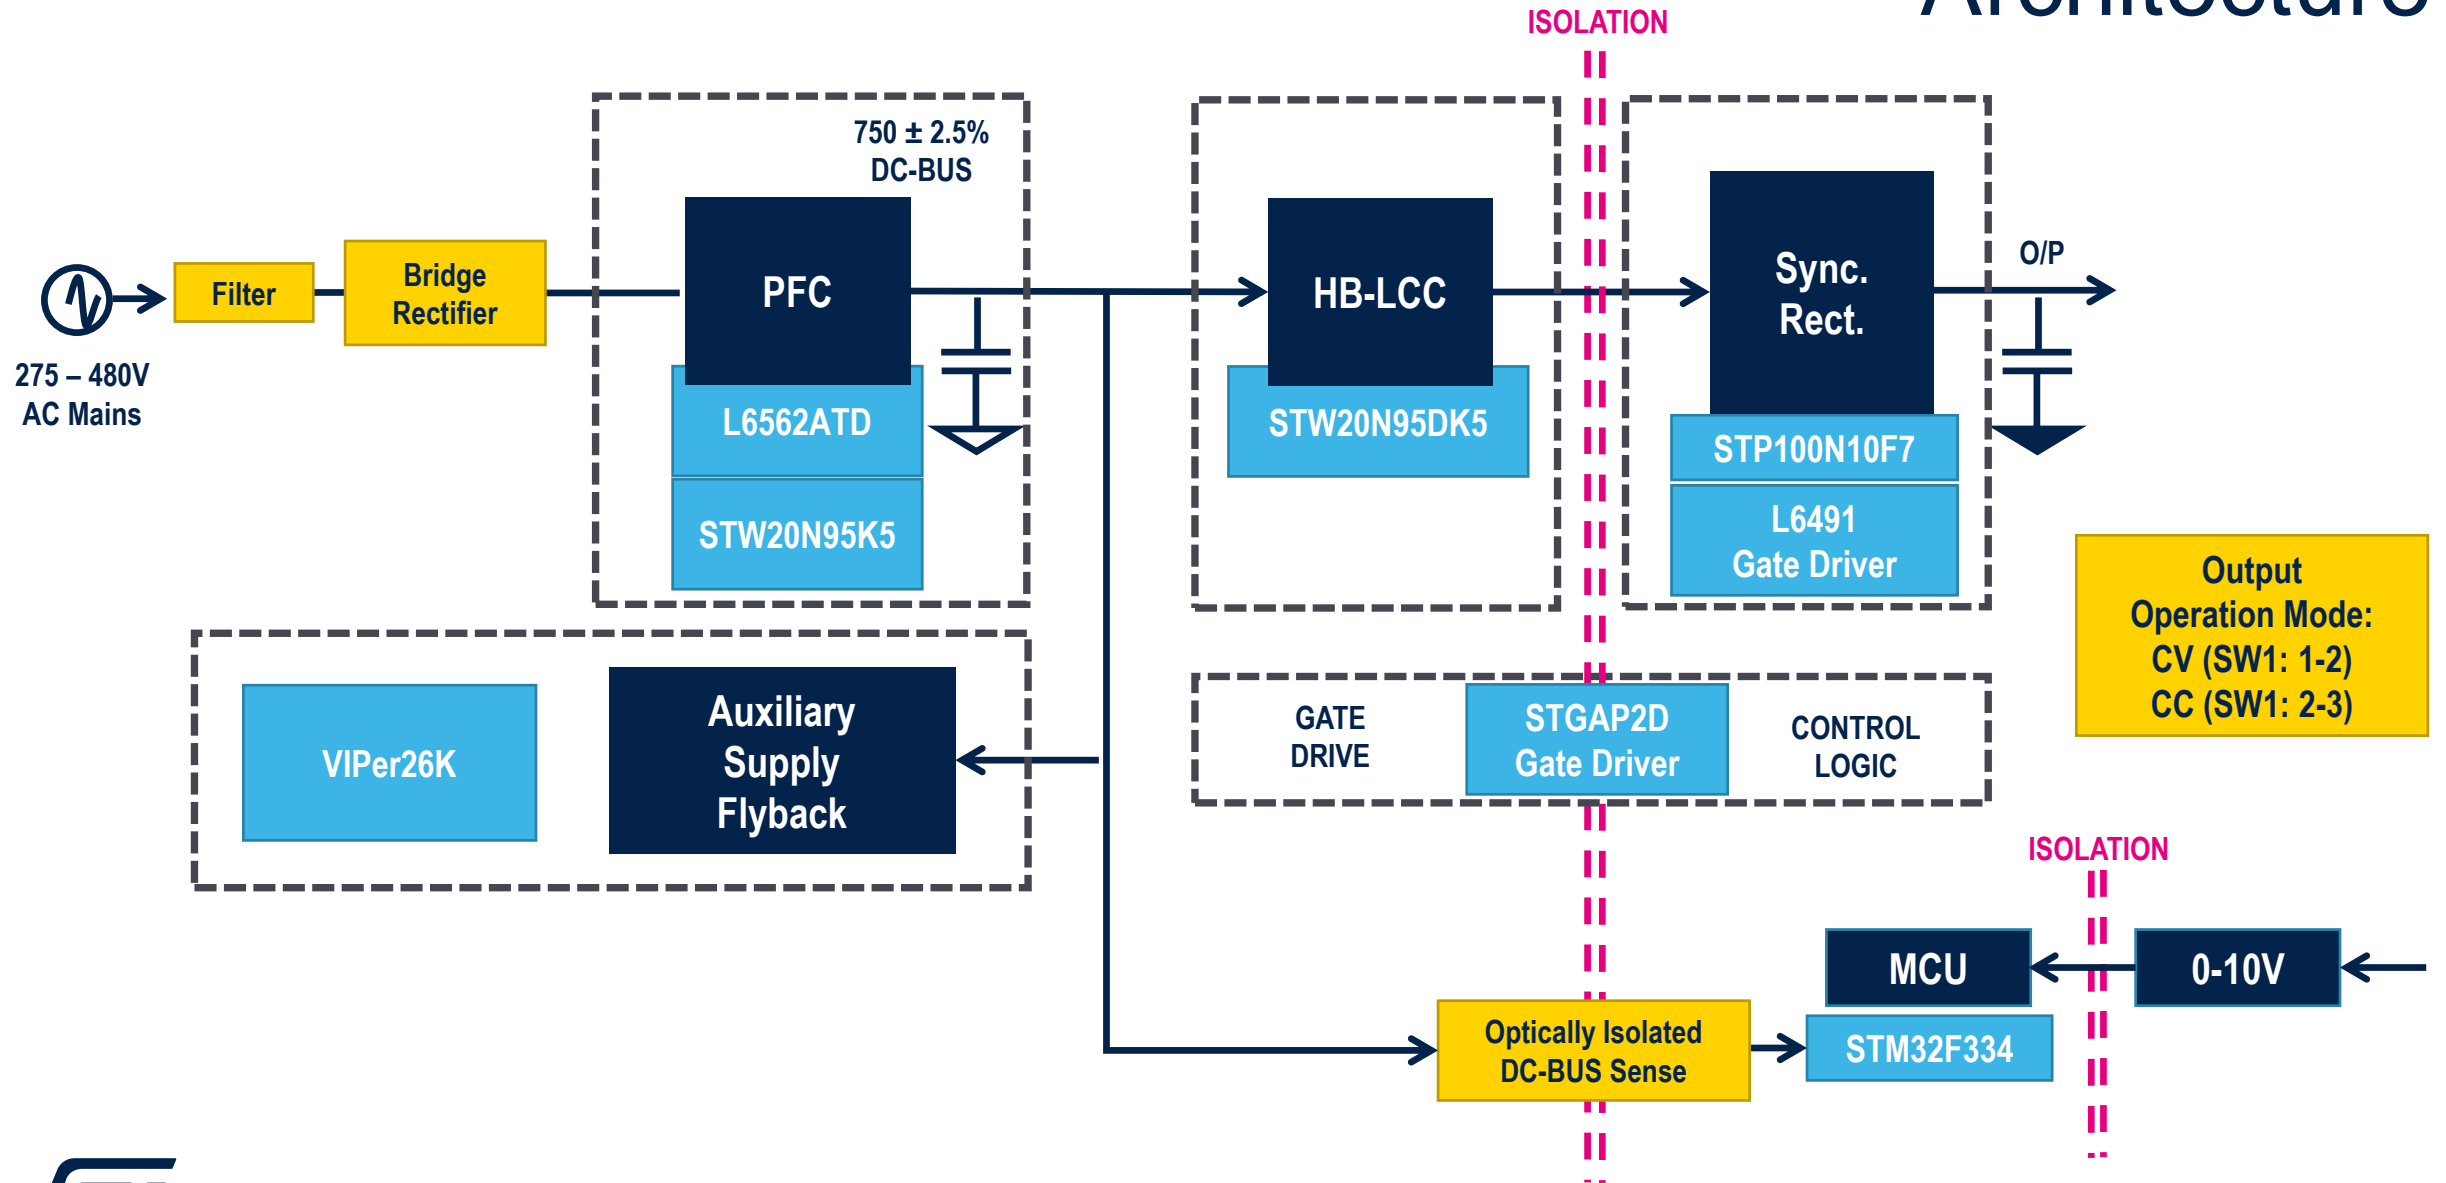 Architecture
ISOLATION
750 ± 2.5%
DC-BUS
275 – 480V
AC Mains
Filter
Bridge
Rectifier
PFC
L6562ATD
STW20N95K5
HB-LCC
STW20N95DK5
Sync.
Rect.
STP100N10F7
L6491
Gate Driver
O/P
Output
Operation Mode:
CV (SW1: 1-2)
CC (SW1: 2-3)
VIPer26K
Auxiliary
Supply
Flyback
GATE
DRIVE
STGAP2D
Gate Driver
CONTROL
LOGIC
ISOLATION
MCU
STM32F334
0-10V
Optically Isolated
DC-BUS Sense